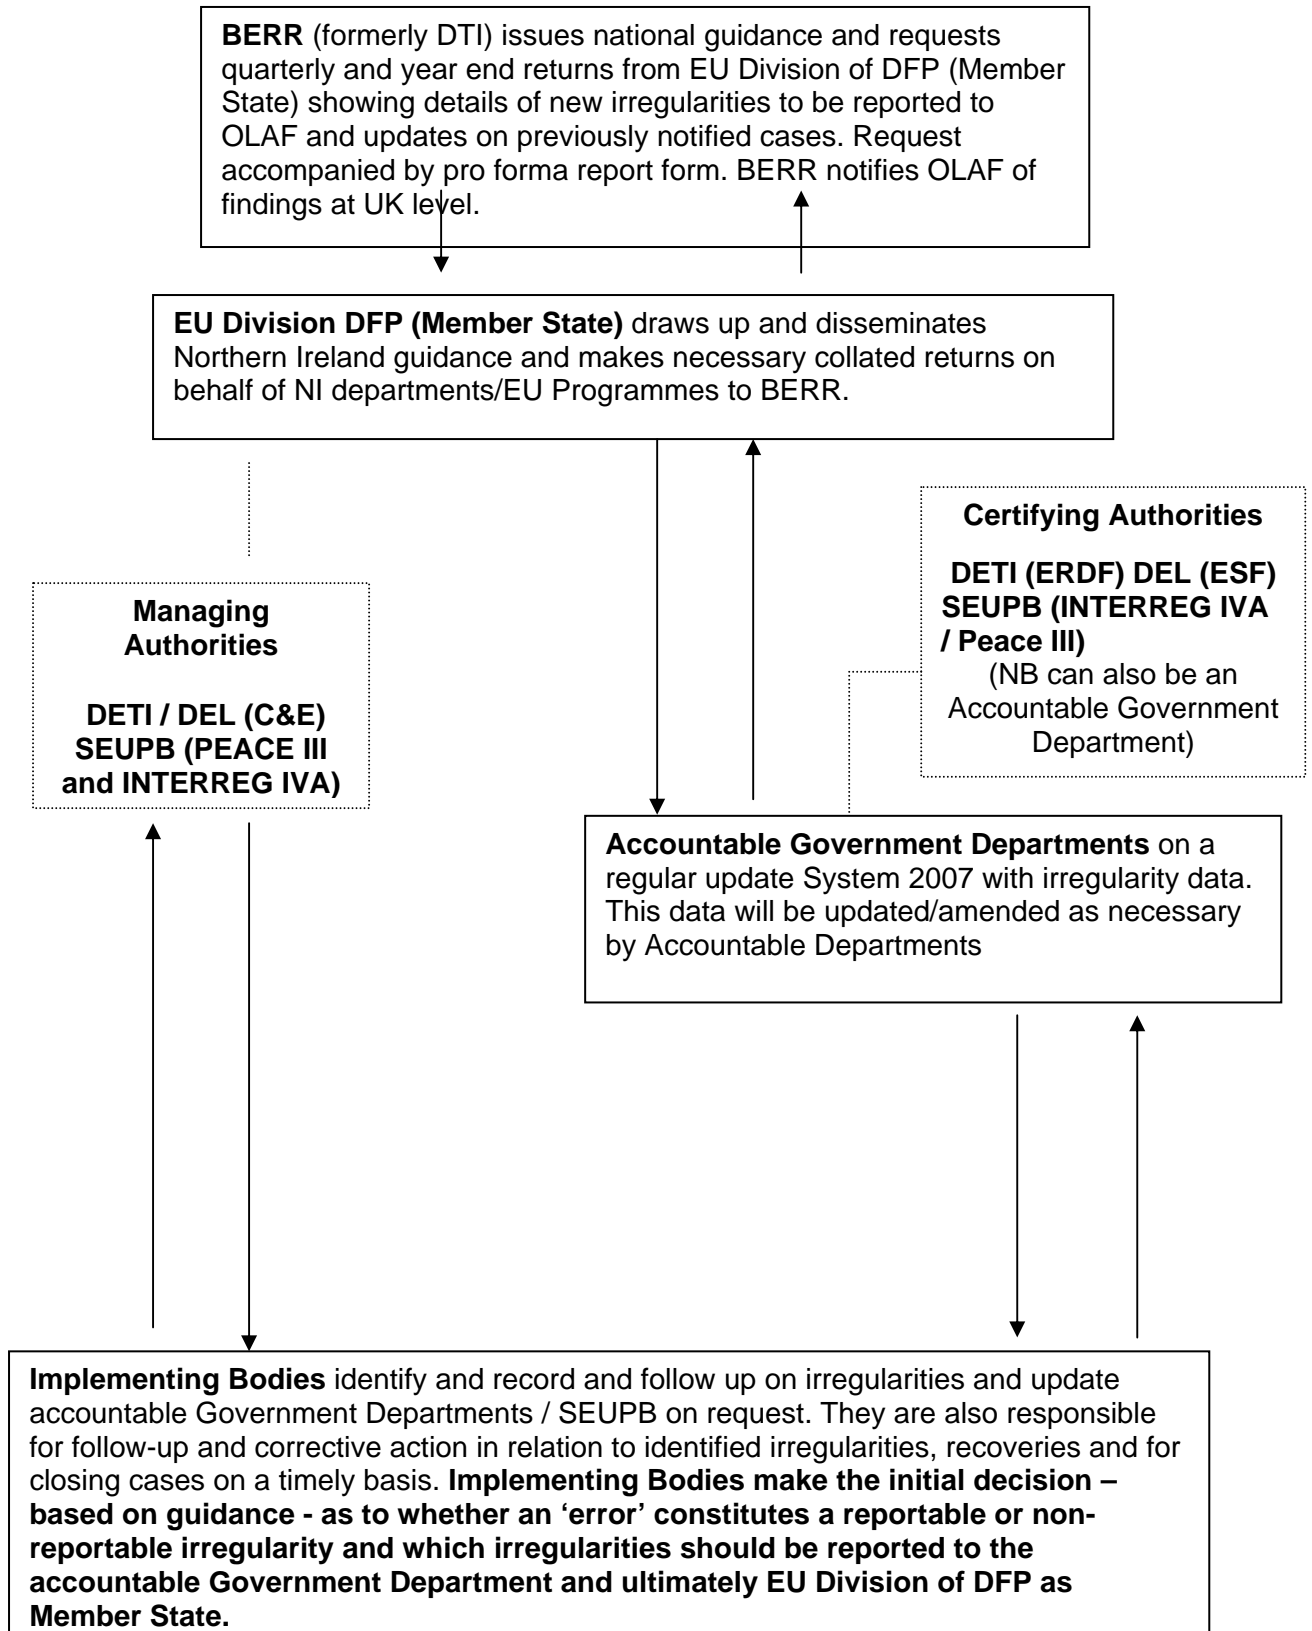 BERR (formerly DTI) issues national guidance and requests
quarterly and year end returns from EU Division of DFP (Member
State) showing details of new irregularities to be reported to
OLAF and updates on previously notified cases. Request
accompanied by pro forma report form. BERR notifies OLAF of
findings at UK level.
EU Division DFP (Member State) draws up and disseminates
Northern Ireland guidance and makes necessary collated returns on
behalf of NI departments/EU Programmes to BERR.
Certifying Authorities
DETI (ERDF) DEL (ESF)
SEUPB (INTERREG IVA
/ Peace III)
(NB can also be an
Accountable Government
Department)
Managing
Authorities
DETI / DEL (C&E)
SEUPB (PEACE III
and INTERREG IVA)
Accountable Government Departments on a
regular update System 2007 with irregularity data.
This data will be updated/amended as necessary
by Accountable Departments
Implementing Bodies identify and record and follow up on irregularities and update
accountable Government Departments / SEUPB on request. They are also responsible
for follow-up and corrective action in relation to identified irregularities, recoveries and for
closing cases on a timely basis. Implementing Bodies make the initial decision –
based on guidance - as to whether an ‘error’ constitutes a reportable or non-
reportable irregularity and which irregularities should be reported to the
accountable Government Department and ultimately EU Division of DFP as
Member State.